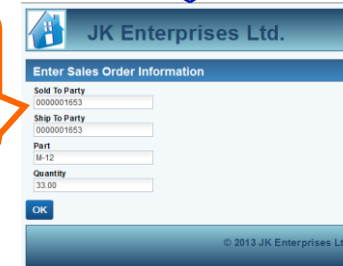 JK Enterprises Ltd.
Enter Sales Order Information
Sold To Party
0000001653
Ship To Party
0000001653
Part
M-12
Quantity
33.00
OK
© 2013 JK Enterprises Lt